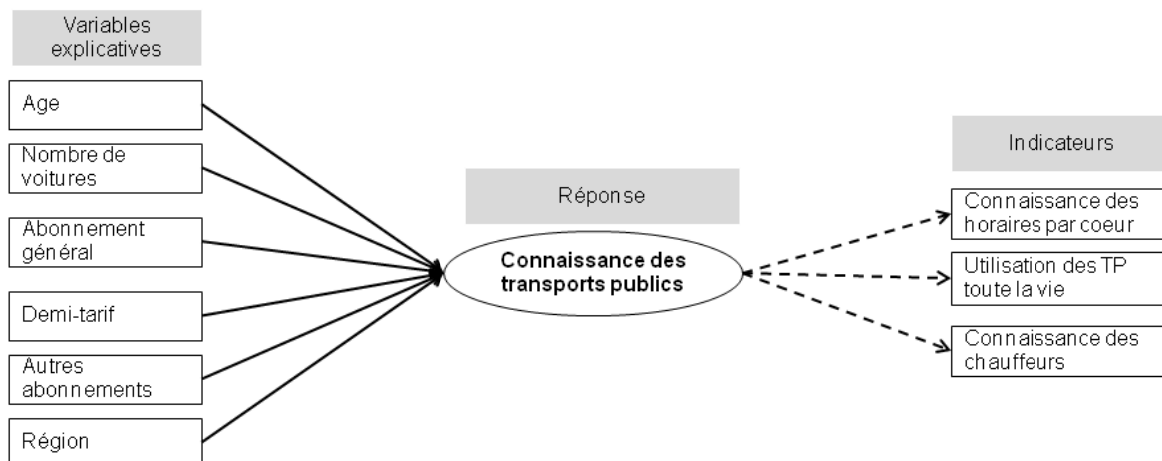 Variables
explicatives
Age
Nombre de
voitures
Abonnement
général
Demi-tarif
Autres
abonnements
Région
Réponse
Connaissance des
transports publics
Indicateurs
Connaissance des
horaires par coeur
Utilisation des TP
toute la vie
Connaissance des
chauffeurs